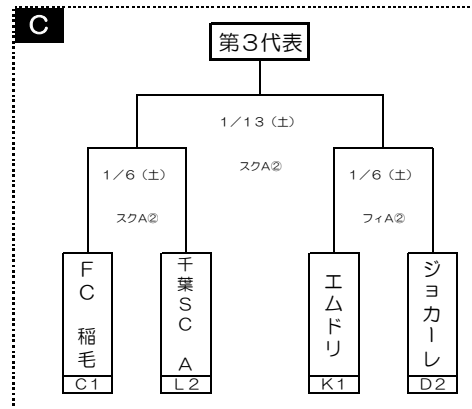 C
第3代表
1/13（土）
スクA②
1/6（土）
スクA②
1/6（土）
フィA②
FC 稲毛
千葉SC A
エムドリ
ジョカーレ
C1
L2
K1
D2